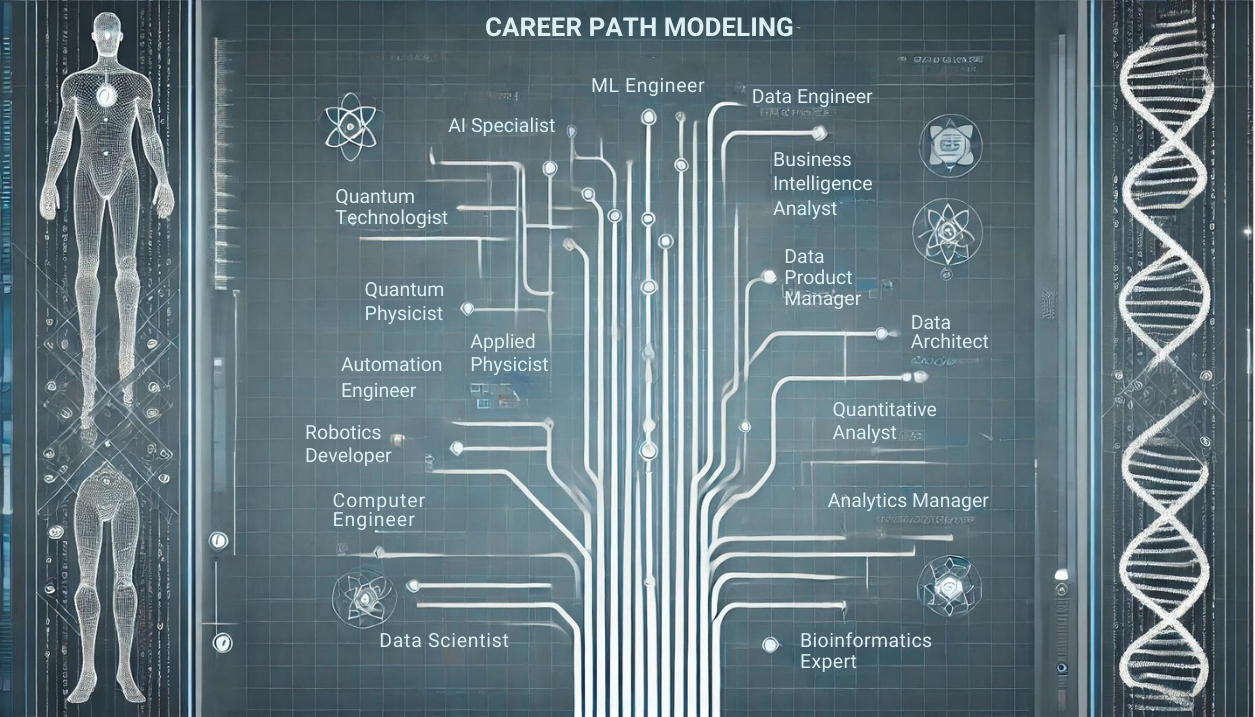 CAREER PATH MODELING
ML Engineer
Data Engineer
AI Specialist
Business
Intelligence
Analyst
Quantum
Technologist
Data
Product
Manager
Quantum
Physicist
Data
Architect
Applied
Physicist
Automation
Engineer
Quantitative
Analyst
Robotics
Developer
Computer
Engineer
Analytics Manager
Data Scientist
Bioinformatics
Expert